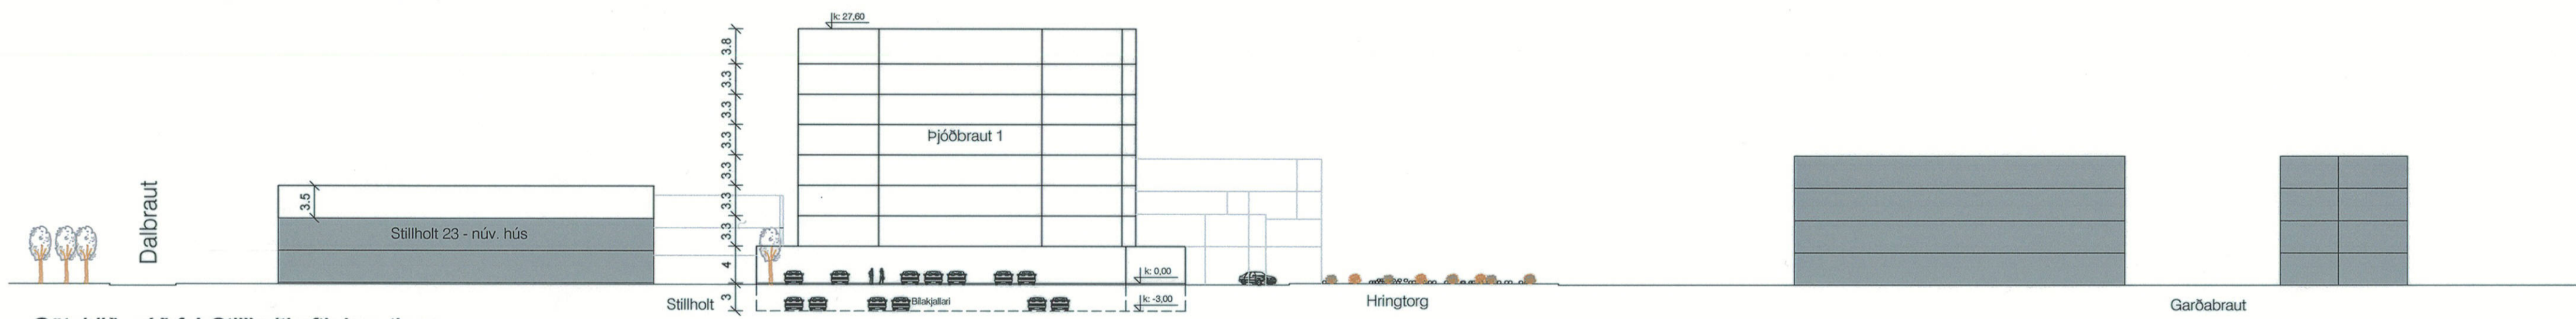 k: 27,60
3.8
3.3
3.3
3.3
3.3
3.3
3.3
4
3
Þjóðbraut 1
Dalbraut
3.5
Stillholt 23 - núv. hús
k: 0,00
k: -3,00
Bílakjallari
Stillholt
Hringtorg
Garðabraut